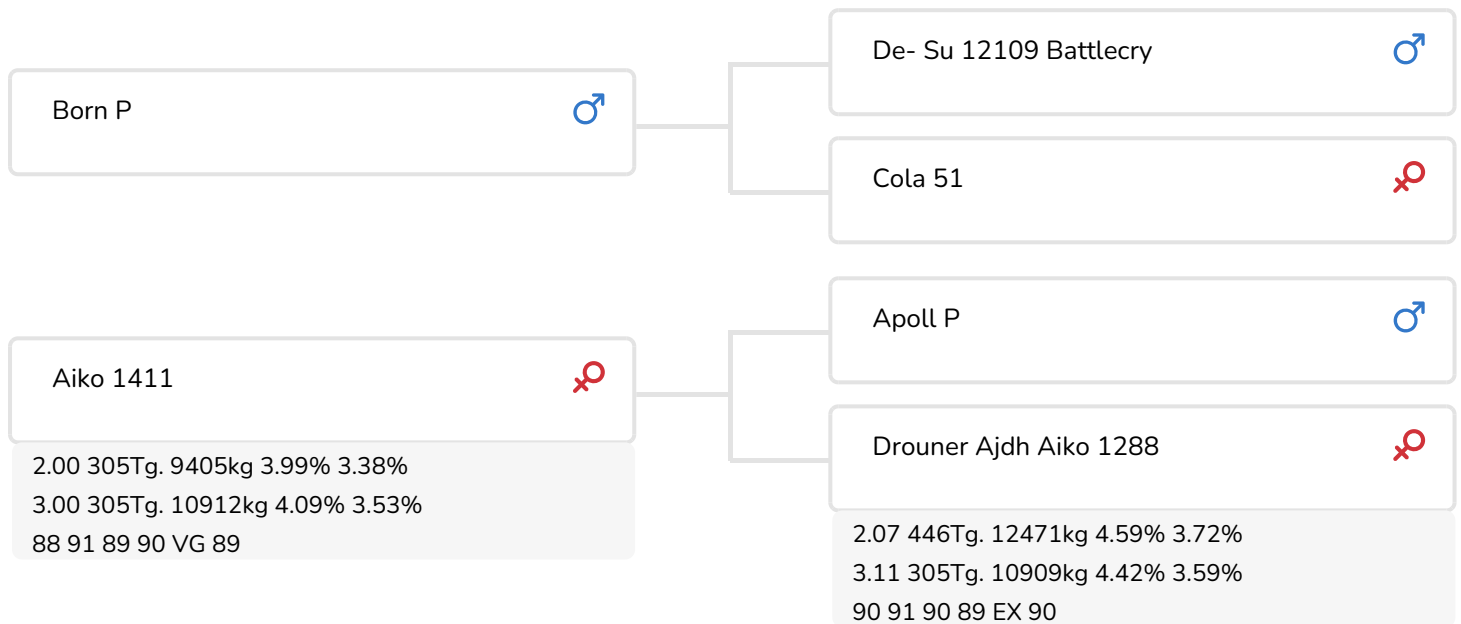 Born P
De- Su 12109 Battlecry
Cola 51
Aiko 1411
2.00 305Tg. 9405kg 3.99% 3.38%
3.00 305Tg. 10912kg 4.09% 3.53%
88 91 89 90 VG 89
Apoll P
Drouner Ajdh Aiko 1288
2.07 446Tg. 12471kg 4.59% 3.72%
3.11 305Tg. 10909kg 4.42% 3.59%
90 91 90 89 EX 90